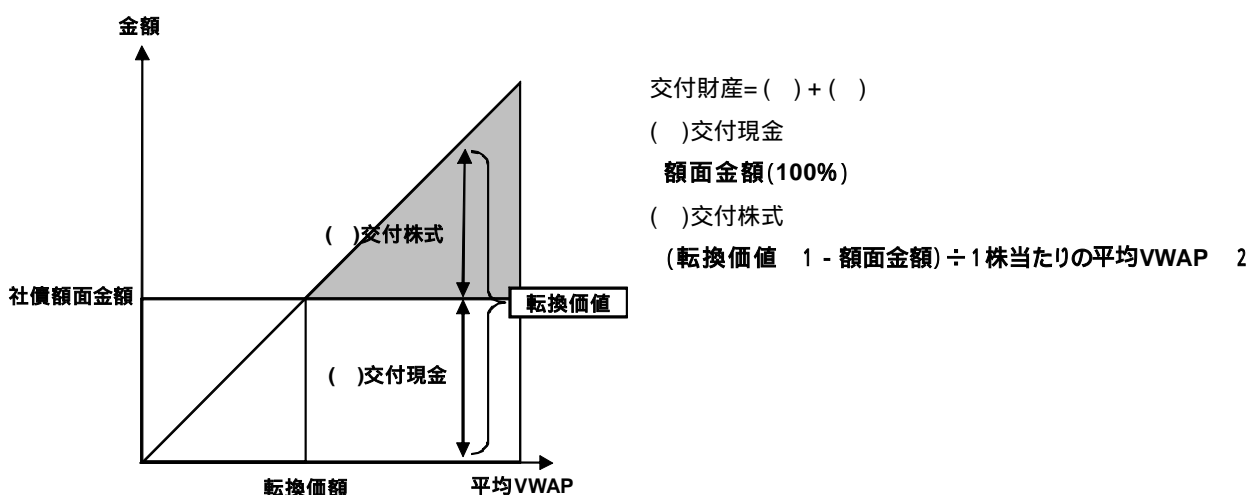 金額
交付財産= (　) + (　)
(　)交付現金
額面金額(100%)
(　)交付株式
(転換価値　1 - 額面金額) ÷ 1株当たりの平均VWAP　2
(　)交付株式
社債額面金額
転換価値
(　)交付現金
転換価額
平均VWAP